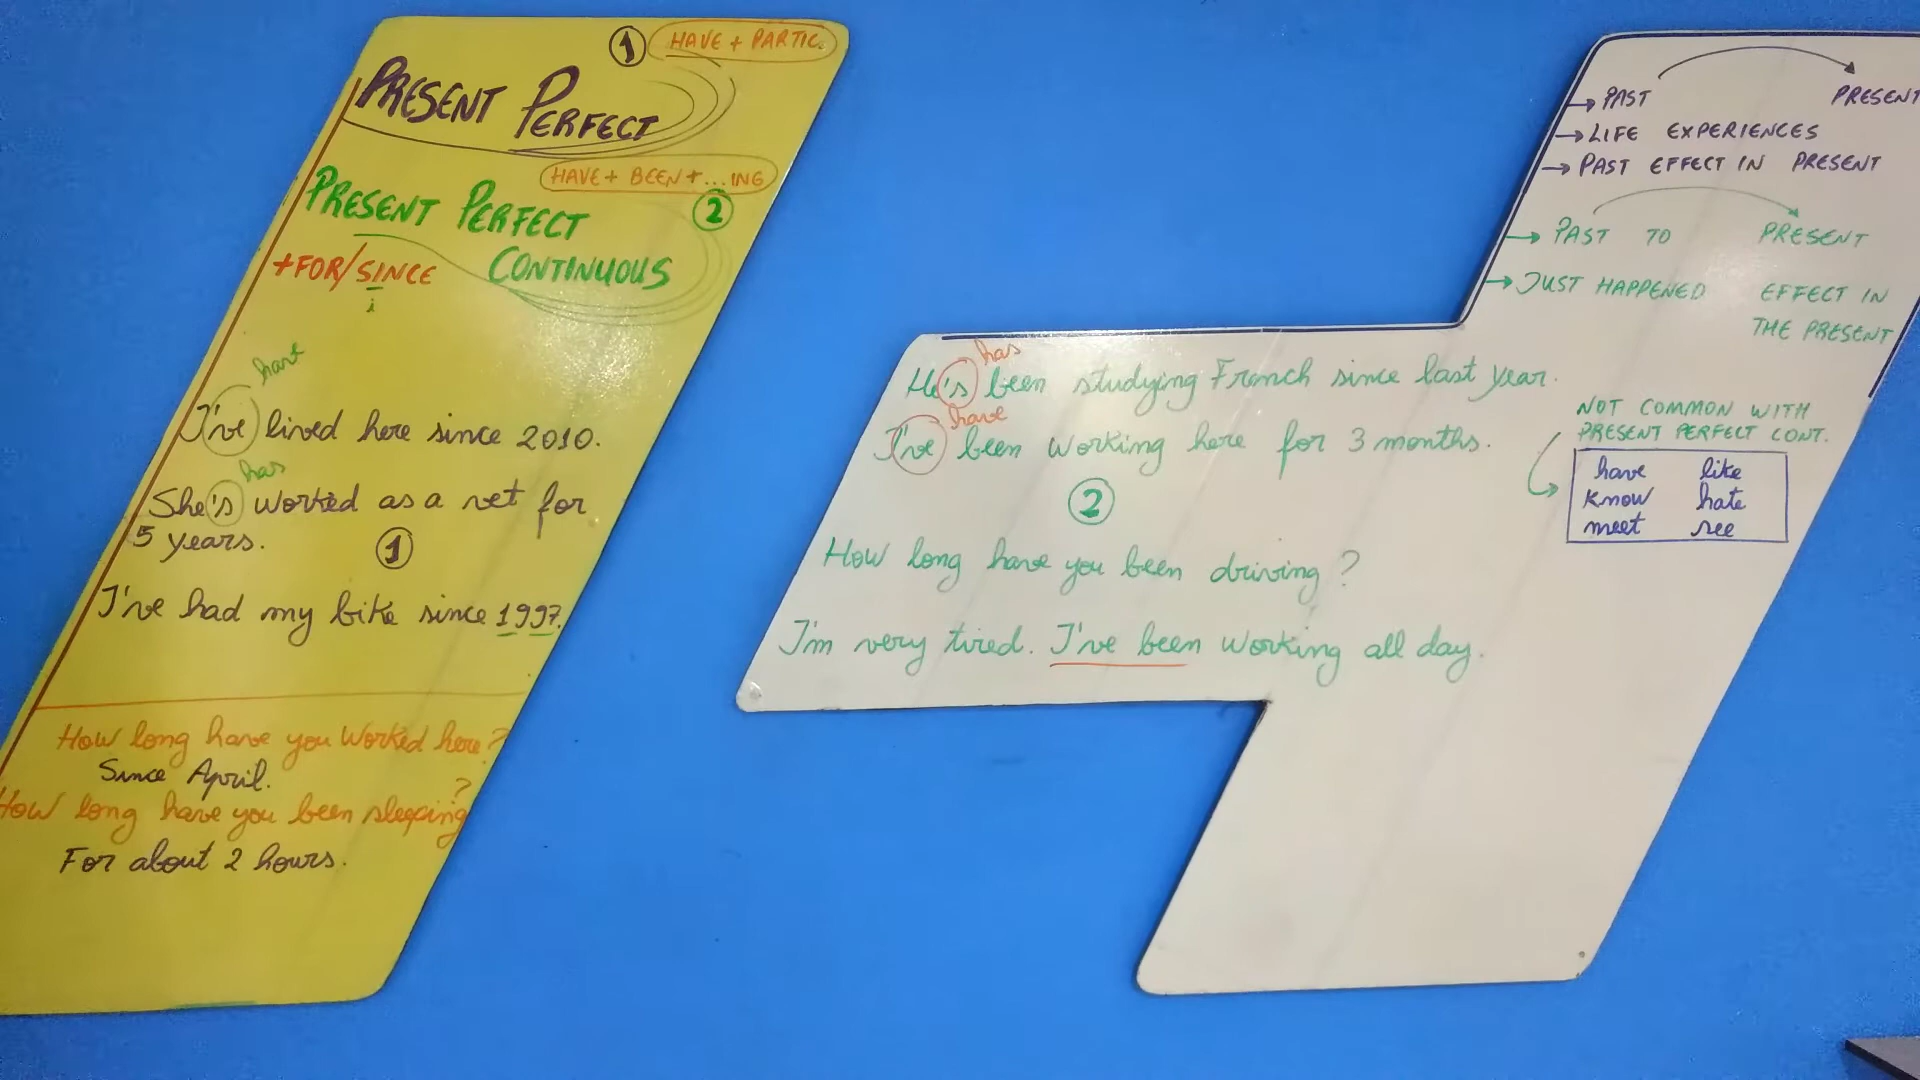 1 HAVE + PARTIC.
PRESENT PERFECT
HAVE + BEEN + ...ING
PRESENT PERFECT 2
+FOR/SINCE CONTINUOUS
i
have
I've lived here since 2010.
has
She's worked as a vet for
5 years. 1
I've had my bike since 1997.
How long have you worked here?
Since April.
How long have you been sleeping?
For about 2 hours.
→ PAST PRESENT
→ LIFE EXPERIENCES
→ PAST EFFECT IN PRESENT
→ PAST TO PRESENT
→ JUST HAPPENED EFFECT IN
THE PRESENT
has
He's been studying French since last year.
have
I've been working here for 3 months.
2
How long have you been driving?
I'm very tired. I've been working all day.
NOT COMMON WITH
PRESENT PERFECT CONT.
have like
know hate
meet see